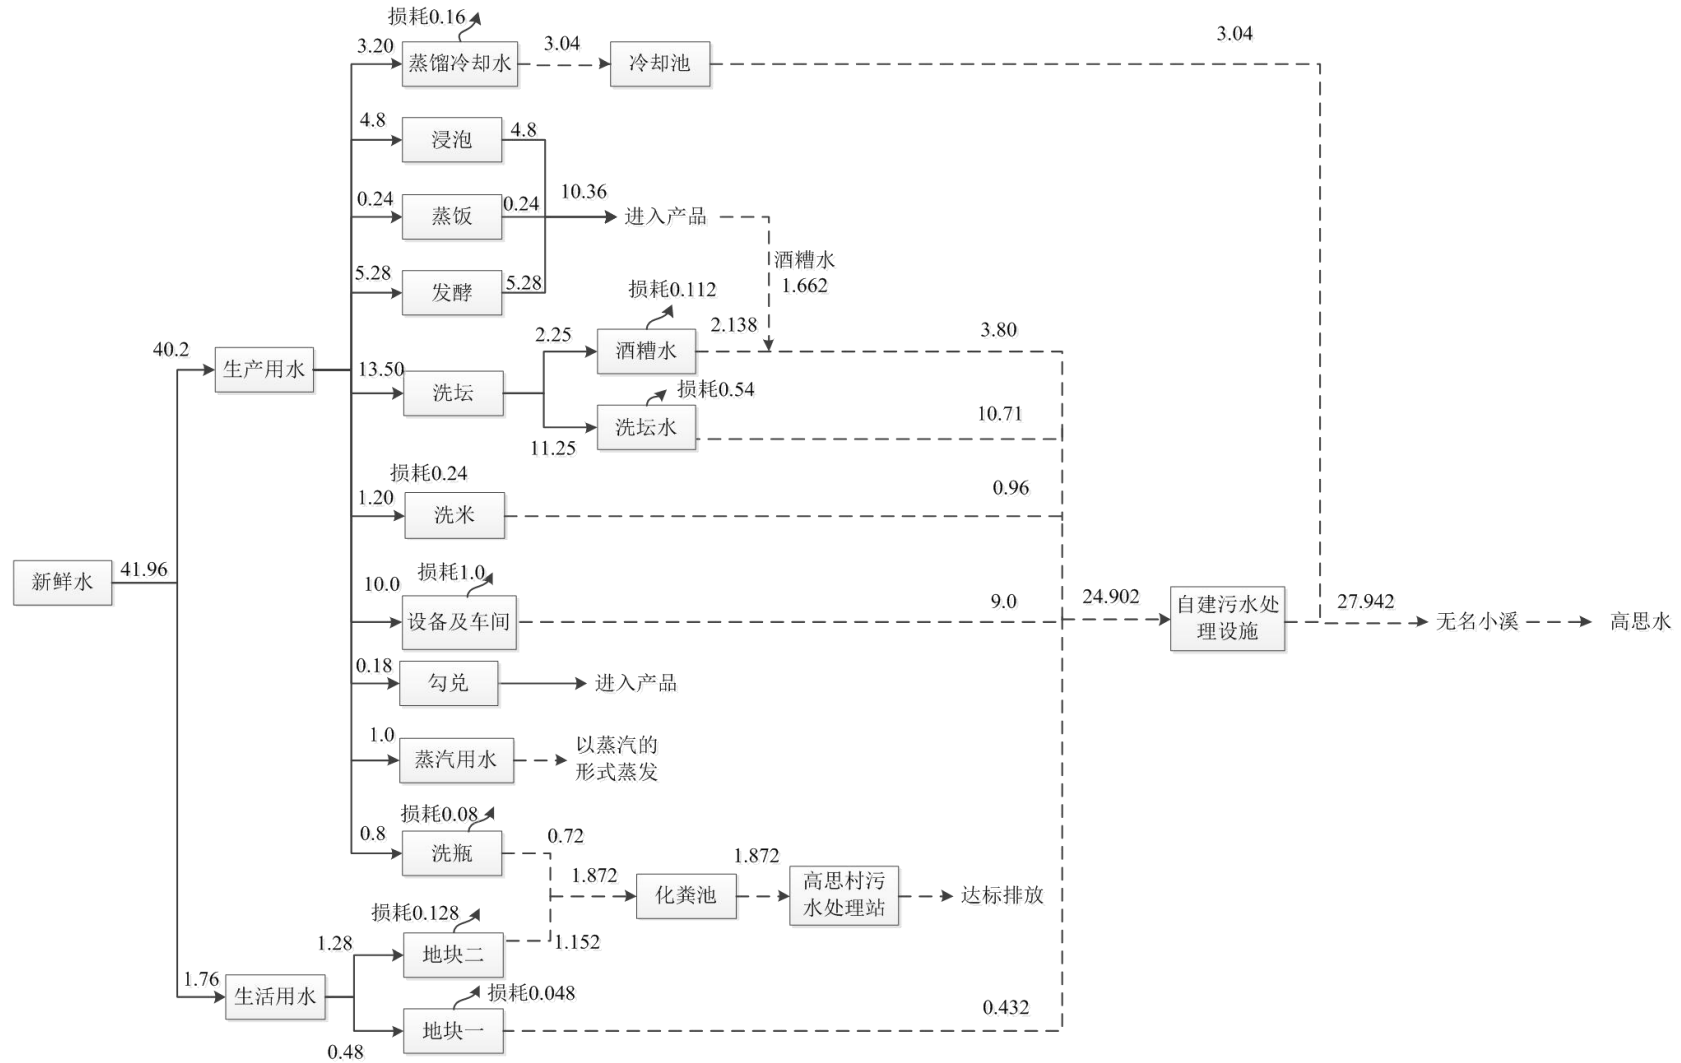 损耗0.16
3.20
蒸馏冷却水
3.04
冷却池
3.04
4.8
浸泡
4.8
0.24
蒸饭
0.24
10.36
进入产品
5.28
发酵
5.28
酒糟水
1.662
损耗0.112
2.25
酒糟水
2.138
3.80
40.2
生产用水
13.50
洗坛
损耗0.54
洗坛水
11.25
10.71
损耗0.24
1.20
洗米
0.96
新鲜水
41.96
损耗1.0
10.0
设备及车间
9.0
24.902
自建污水处
理设施
27.942
无名小溪
高思水
0.18
勾兑
进入产品
1.0
蒸汽用水
以蒸汽的
形式蒸发
损耗0.08
0.8
洗瓶
0.72
1.872
化粪池
1.872
高思村污
水处理站
达标排放
损耗0.128
1.28
地块二
1.152
1.76
生活用水
损耗0.048
0.48
地块一
0.432